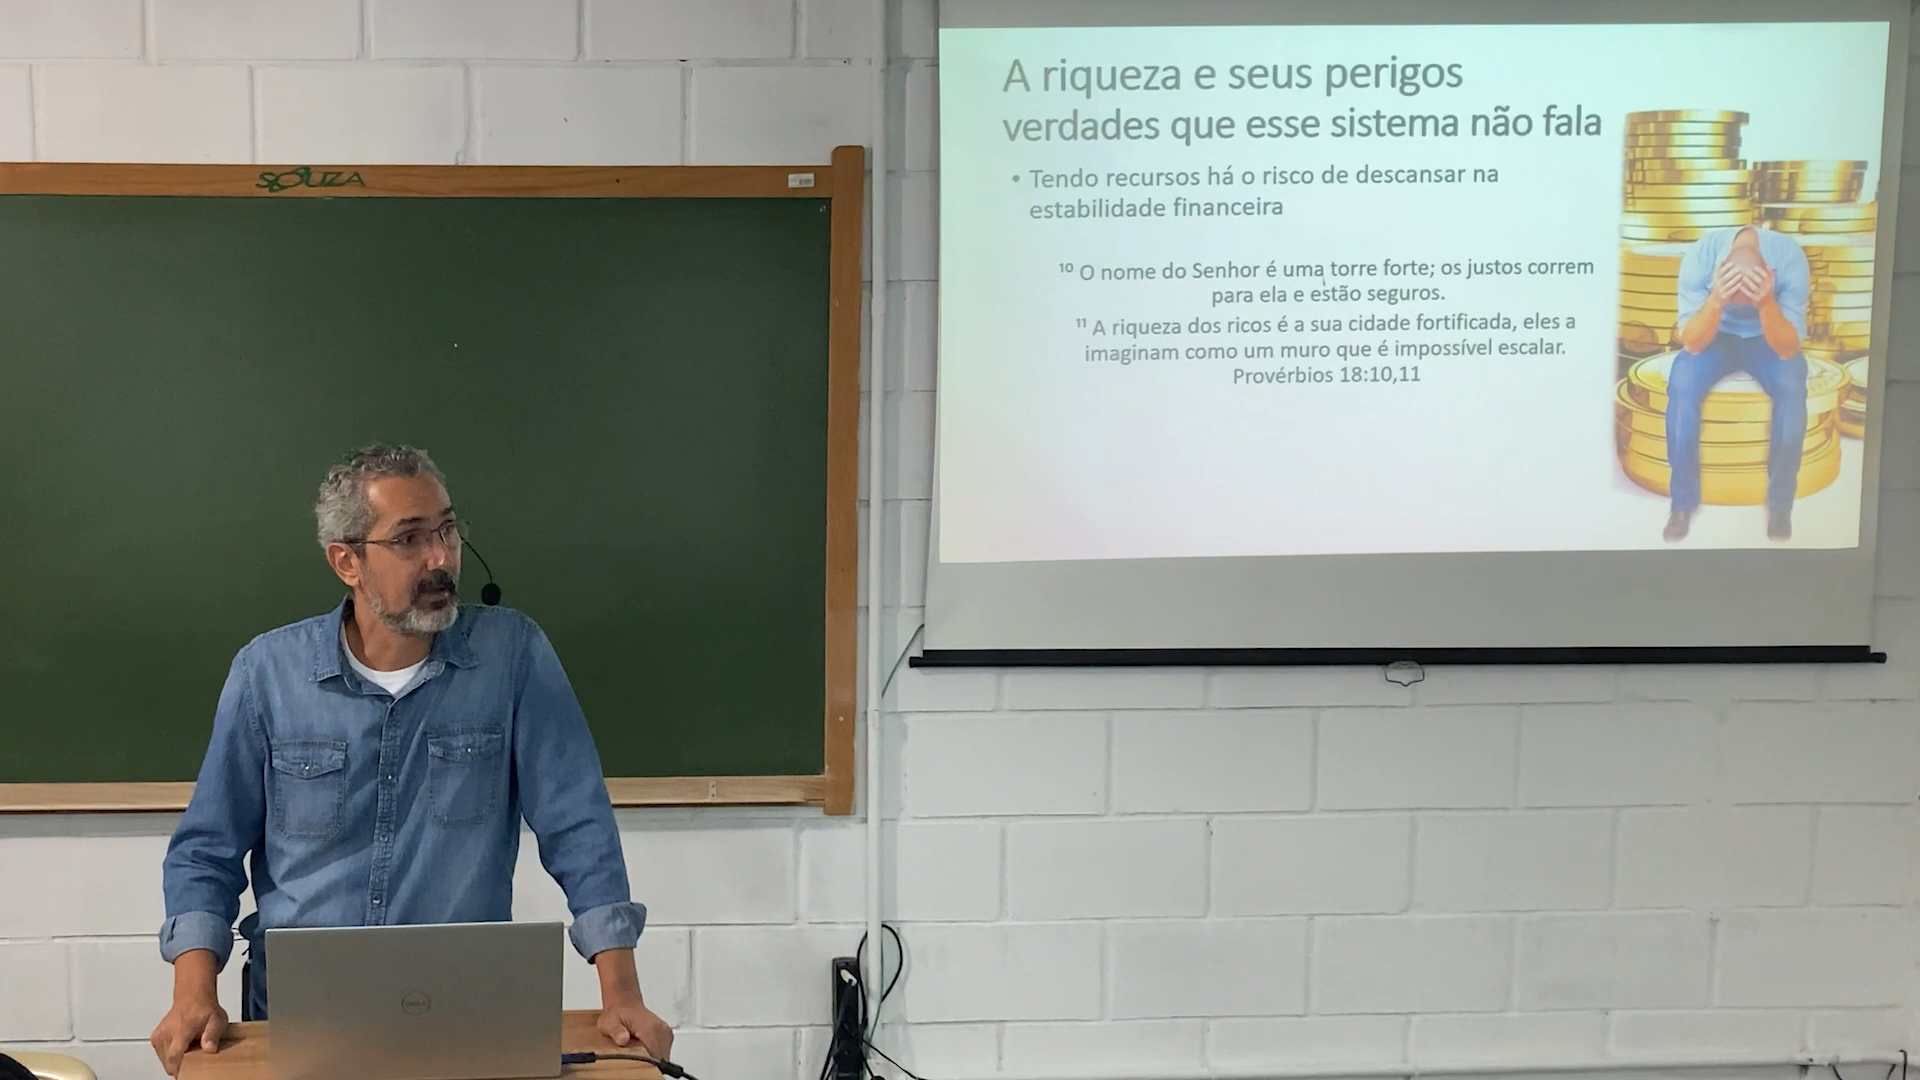 SOUZA
A riqueza e seus perigos
verdades que esse sistema não fala
• Tendo recursos há o risco de descansar na
estabilidade financeira
¹⁰ O nome do Senhor é uma torre forte; os justos correm
para ela e estão seguros.
¹¹ A riqueza dos ricos é a sua cidade fortificada, eles a
imaginam como um muro que é impossível escalar.
Provérbios 18:10,11
DELL